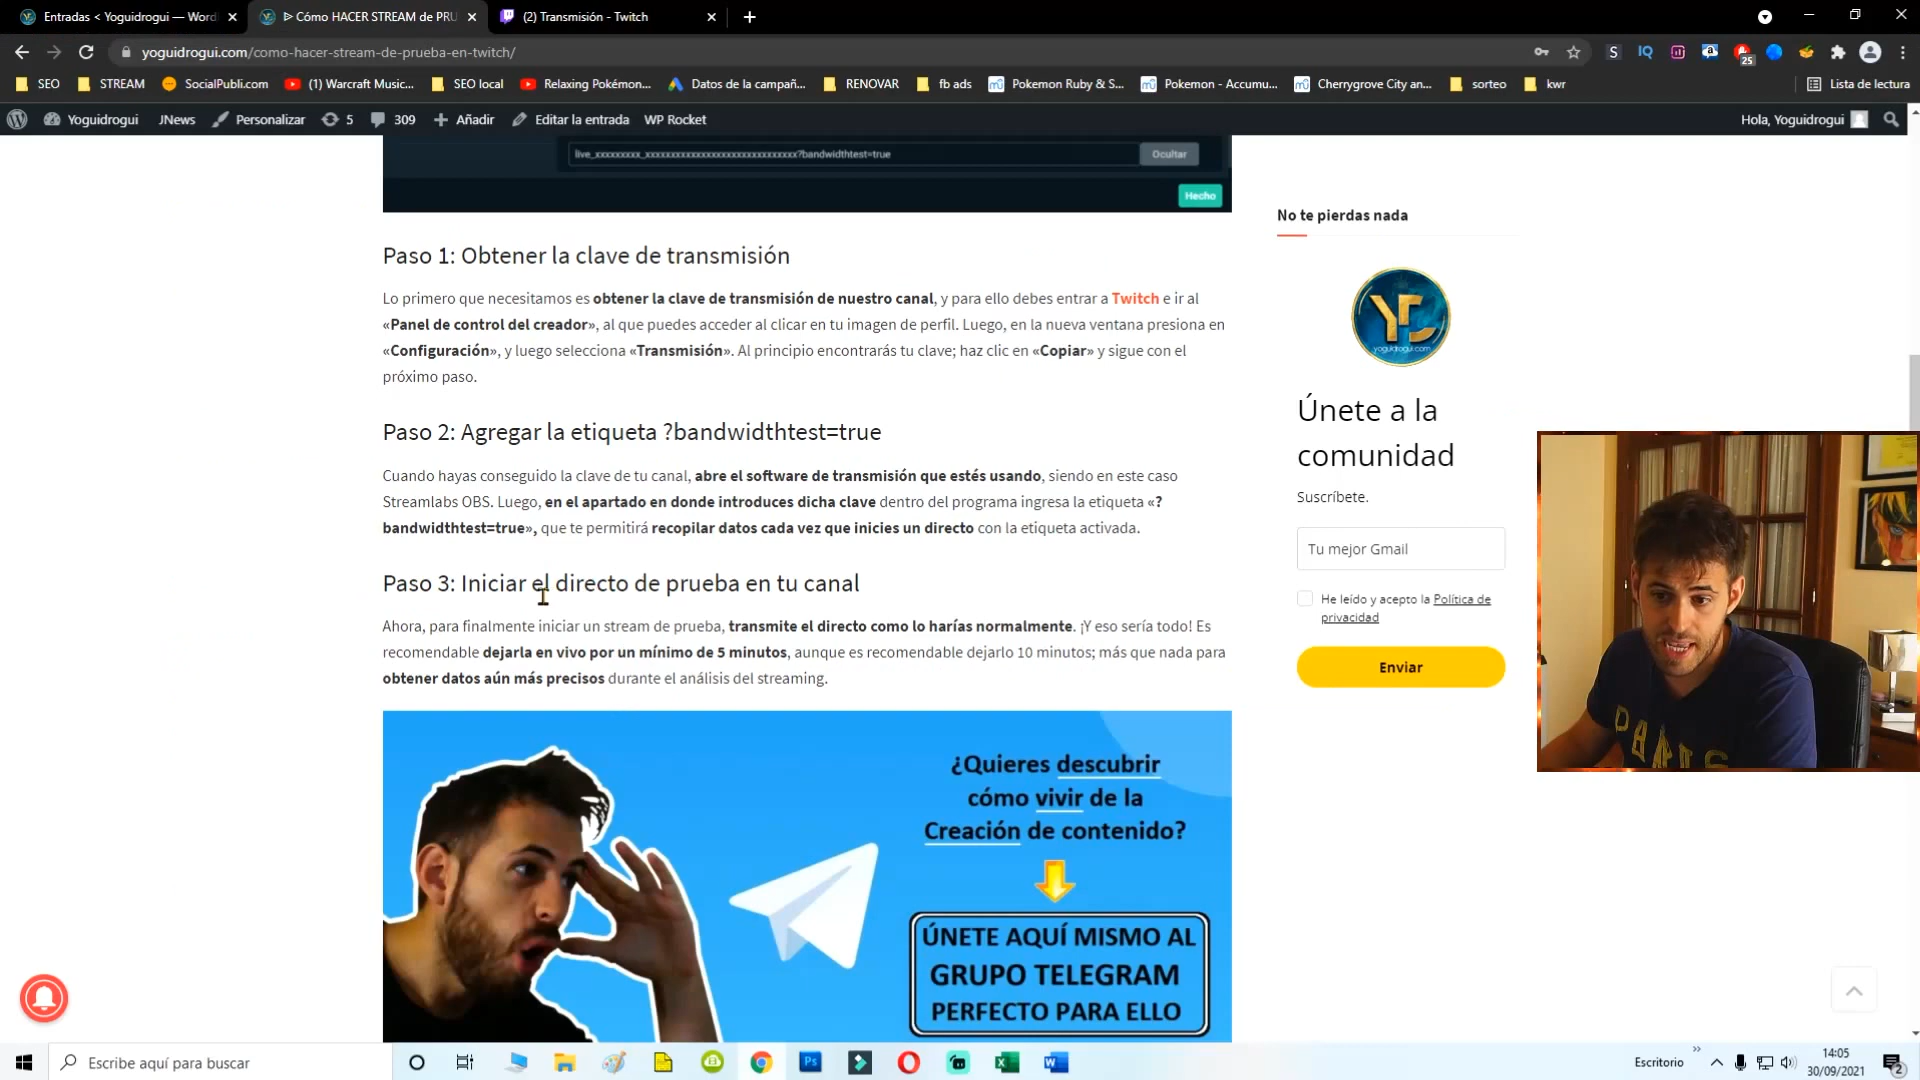 Entradas < Yoguidrogui — Word
ᐅ Cómo HACER STREAM de PRU
(2) Transmisión - Twitch
yoguidrogui.com/como-hacer-stream-de-prueba-en-twitch/
25
SEO
STREAM
SocialPubli.com
(1) Warcraft Music...
SEO local
Relaxing Pokémon...
Datos de la campañ...
RENOVAR
fb ads
Pokemon Ruby & S...
Pokemon - Accumu...
Cherrygrove City an...
sorteo
kwr
Lista de lectura
Yoguidrogui
JNews
Personalizar
5
309
Añadir
Editar la entrada
WP Rocket
Hola, Yoguidrogui
Ocultar
Hecho
Paso 1: Obtener la clave de transmisión
Lo primero que necesitamos es obtener la clave de transmisión de nuestro canal, y para ello debes entrar a Twitch e ir al
«Panel de control del creador», al que puedes acceder al clicar en tu imagen de perfil. Luego, en la nueva ventana presiona en
«Configuración», y luego selecciona «Transmisión». Al principio encontrarás tu clave; haz clic en «Copiar» y sigue con el
próximo paso.
Paso 2: Agregar la etiqueta ?bandwidthtest=true
Cuando hayas conseguido la clave de tu canal, abre el software de transmisión que estés usando, siendo en este caso
Streamlabs OBS. Luego, en el apartado en donde introduces dicha clave dentro del programa ingresa la etiqueta «?
bandwidthtest=true», que te permitirá recopilar datos cada vez que inicies un directo con la etiqueta activada.
Paso 3: Iniciar el directo de prueba en tu canal
Ahora, para finalmente iniciar un stream de prueba, transmite el directo como lo harías normalmente. ¡Y eso sería todo! Es
recomendable dejarla en vivo por un mínimo de 5 minutos, aunque es recomendable dejarlo 10 minutos; más que nada para
obtener datos aún más precisos durante el análisis del streaming.
¿Quieres descubrir
cómo vivir de la
Creación de contenido?
ÚNETE AQUÍ MISMO AL
GRUPO TELEGRAM
PERFECTO PARA ELLO
No te pierdas nada
yoguidrogui.com
Únete a la
comunidad
Suscríbete.
Tu mejor Gmail
He leído y acepto la Política de
privacidad
Enviar
Escribe aquí para buscar
Escritorio
14:05
30/09/2021
2